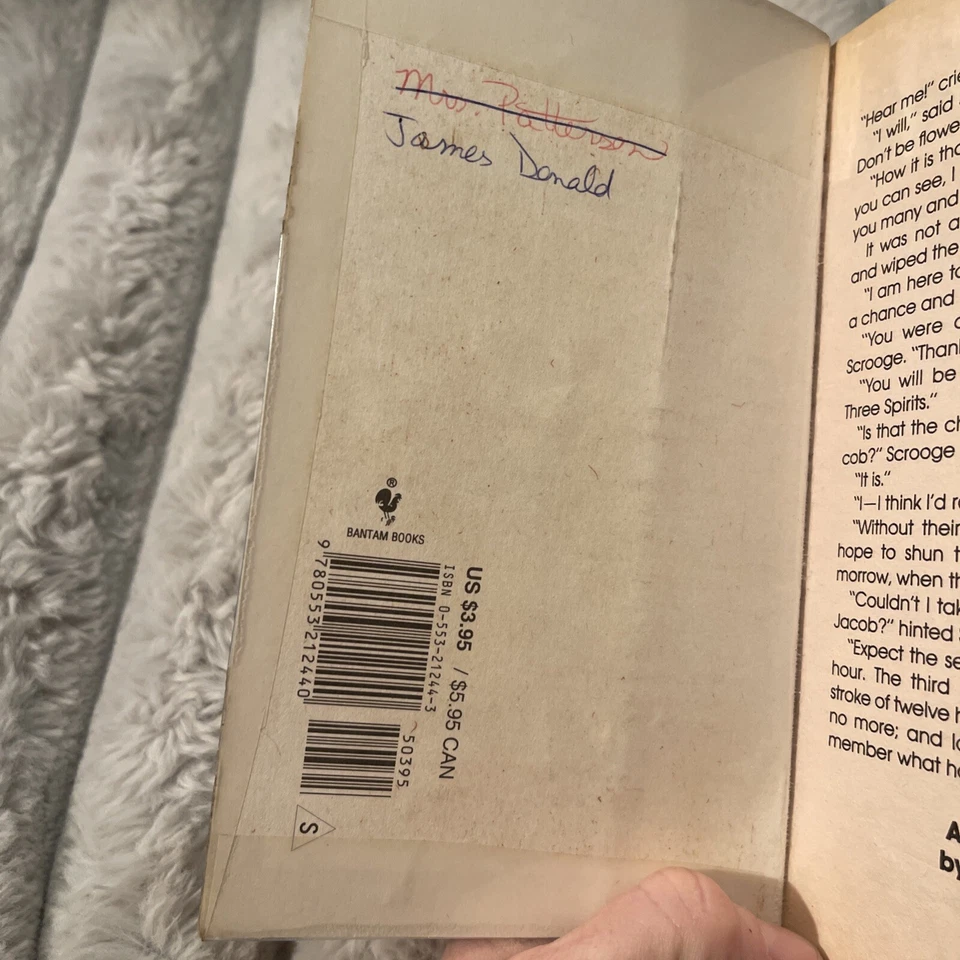 Mrs. Patterson
James Donald
®
BANTAM BOOKS
9 780553 212440
ISBN 0-553-21244-3
US $3.95 / $5.95 CAN
50395
S
"Hear me!" crie
"I will," said
Don't be flowe
"How it is tha
you can see, I
you many and
It was not a
and wiped the
"I am here to
a chance and
"You were
Scrooge. "Thank
"You will be
Three Spirits."
"Is that the ch
cob?" Scrooge
"It is."
"I—I think I'd r
"Without their
hope to shun t
morrow, when th
"Couldn't I tak
Jacob?" hinted
"Expect the se
hour. The third
stroke of twelve
no more; and lo
member what ha
A
by